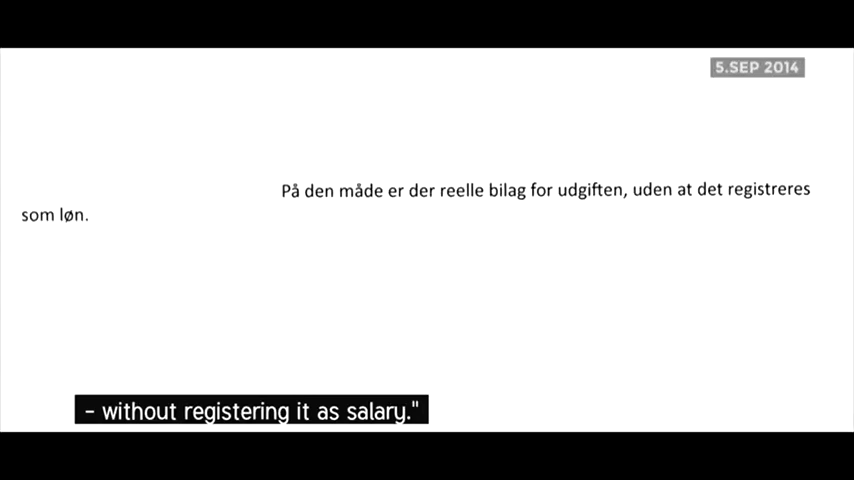 5.SEP 2014
På den måde er der reelle bilag for udgiften, uden at det registreres
som løn.
- without registering it as salary."